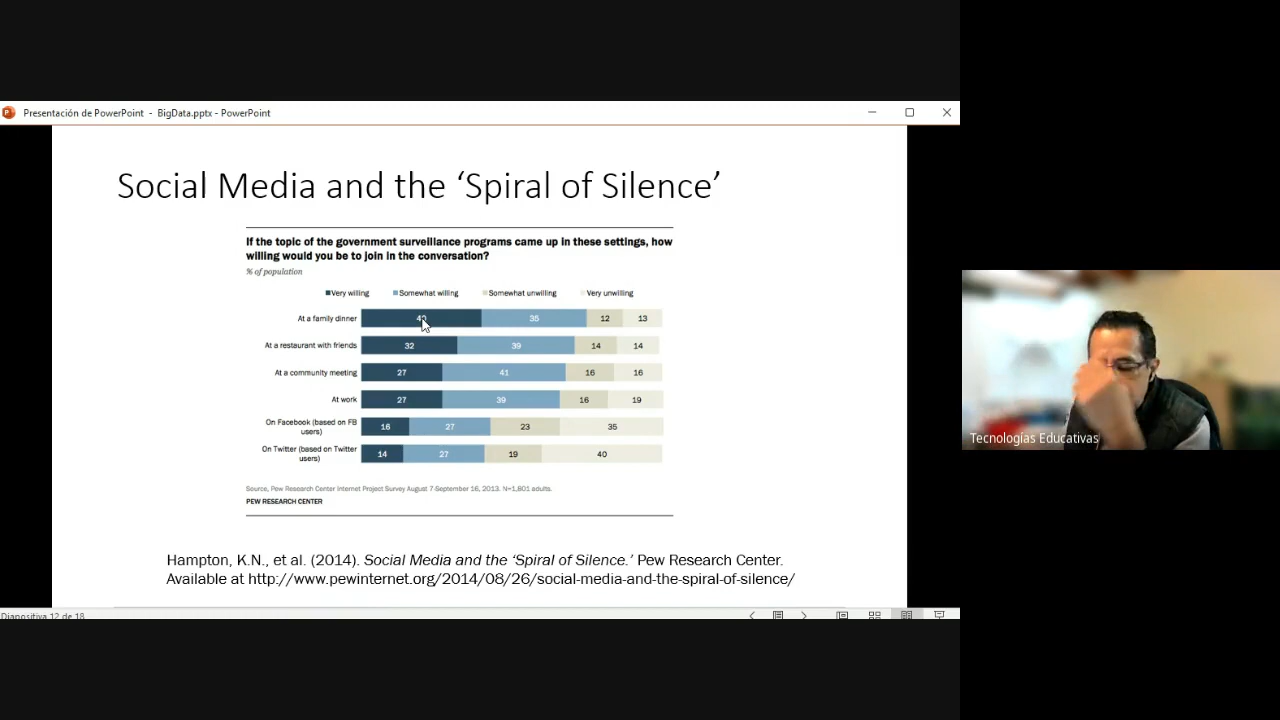 Presentación de PowerPoint - BigData.pptx - PowerPoint
Social Media and the ‘Spiral of Silence’
If the topic of the government surveillance programs came up in these settings, how
willing would you be to join in the conversation?
% of population
Very willing Somewhat willing Somewhat unwilling Very unwilling
At a family dinner 35 12 13
At a restaurant with friends 32 39 14 14
At a community meeting 27 41 16 16
At work 27 39 16 19
On Facebook (based on FB
users) 16 27 23 35
On Twitter (based on Twitter
users) 14 27 19 40
Source, Pew Research Center Internet Project Survey August 7-September 16, 2013. N=1,801 adults.
PEW RESEARCH CENTER
Hampton, K.N., et al. (2014). Social Media and the ‘Spiral of Silence.’ Pew Research Center.
Available at http://www.pewinternet.org/2014/08/26/social-media-and-the-spiral-of-silence/
Diapositiva 12 de 18
Tecnologías Educativas